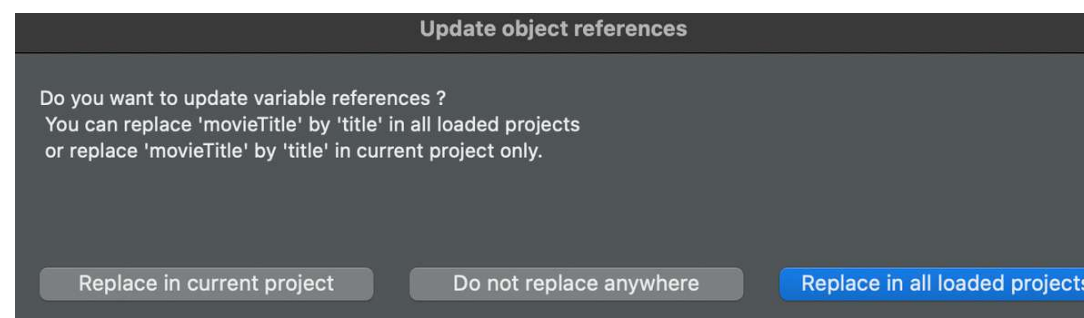 Update object references
Do you want to update variable references ?
You can replace 'movieTitle' by 'title' in all loaded projects
or replace 'movieTitle' by 'title' in current project only.
Replace in current project
Do not replace anywhere
Replace in all loaded projects